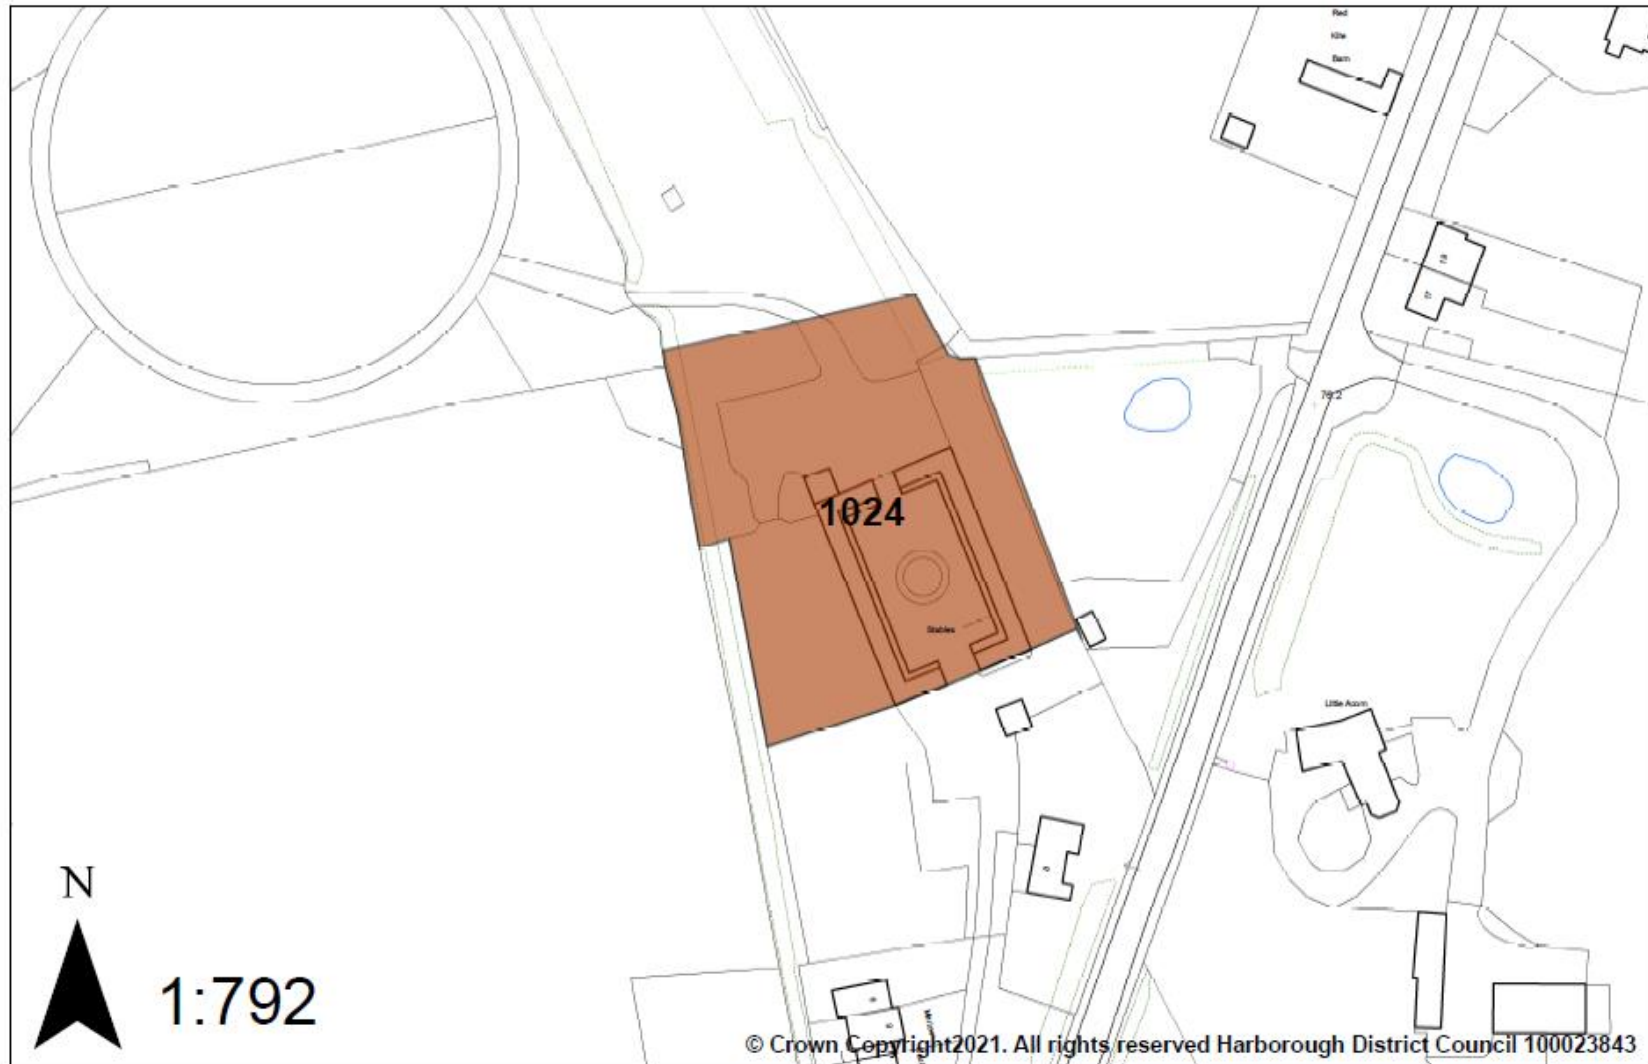 Red
Kite
Barn
76.2
1024
Stables
Little Acorn
N
1:792
© Crown Copyright2021. All rights reserved Harborough District Council 100023843